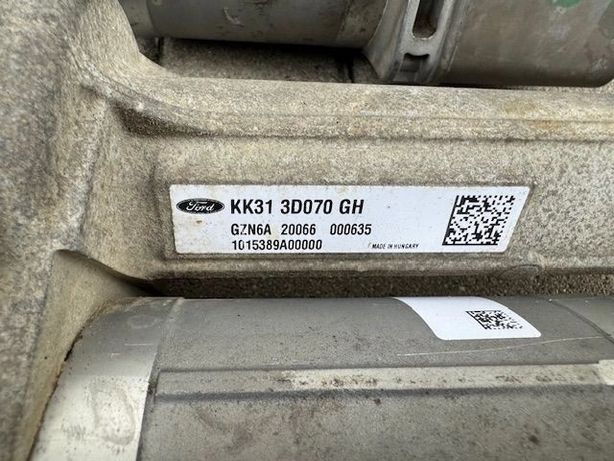 Ford KK31 3D070 GH
GZN6A 20066 000635
1015389A00000 MADE IN HUNGARY